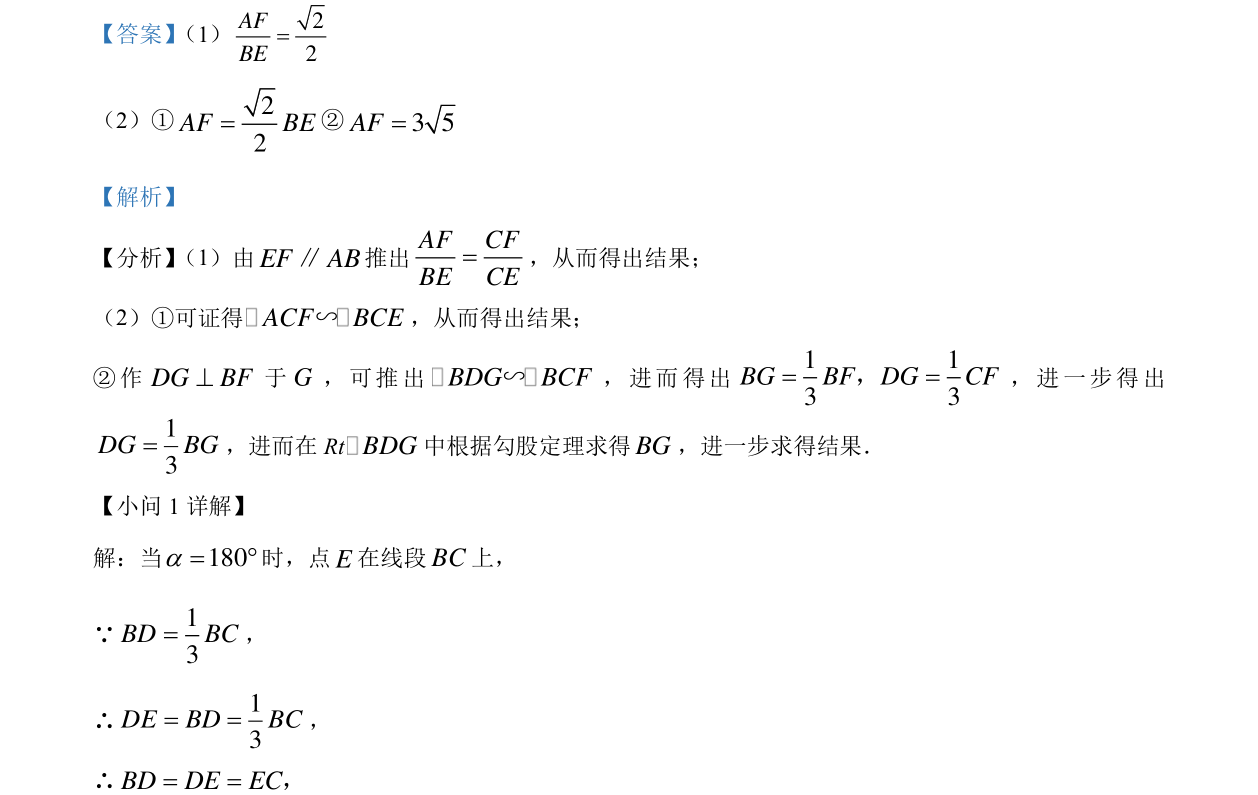 【答案】（1）AF/BE = √2/2
（2）①AF = √2/2 BE ②AF = 3√5
【解析】
【分析】（1）由 EF ∥ AB 推出 AF/BE = CF/CE，从而得出结果；
（2）①可证得□ACF∽□BCE，从而得出结果；
②作 DG ⊥ BF 于 G，可推出□BDG∽□BCF，进而得出 BG = 1/3 BF，DG = 1/3 CF，进一步得出
DG = 1/3 BG，进而在 Rt□BDG 中根据勾股定理求得 BG，进一步求得结果．
【小问 1 详解】
解：当 α = 180° 时，点 E 在线段 BC 上，
∵ BD = 1/3 BC，
∴ DE = BD = 1/3 BC，
∴ BD = DE = EC，